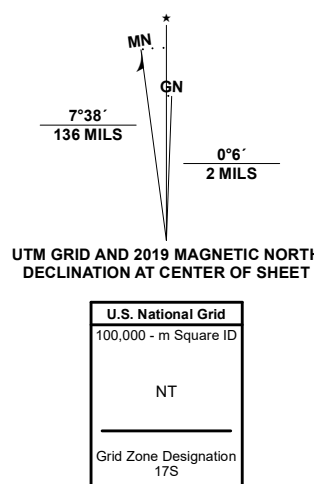 MN
GN
7°38´
136 MILS
0°6´
2 MILS
UTM GRID AND 2019 MAGNETIC NORTH
DECLINATION AT CENTER OF SHEET
U.S. National Grid
100,000 - m Square ID
NT
Grid Zone Designation
17S